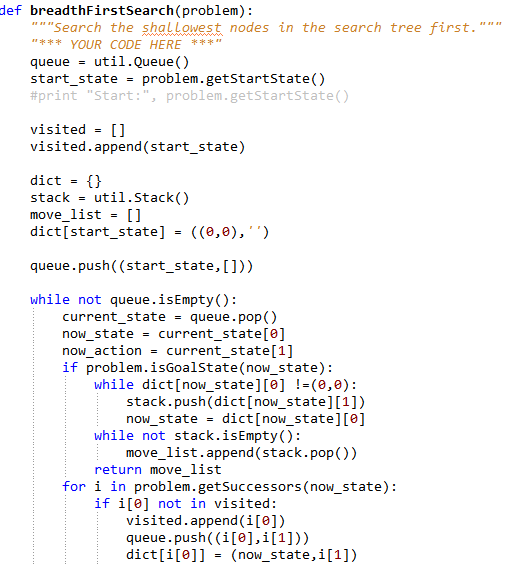 def breadthFirstSearch(problem):
    """Search the shallowest nodes in the search tree first."""
    "*** YOUR CODE HERE ***"
    queue = util.Queue()
    start_state = problem.getStartState()
    #print "Start:", problem.getStartState()

    visited = []
    visited.append(start_state)

    dict = {}
    stack = util.Stack()
    move_list = []
    dict[start_state] = ((0,0),'')

    queue.push((start_state,[]))

    while not queue.isEmpty():
        current_state = queue.pop()
        now_state = current_state[0]
        now_action = current_state[1]
        if problem.isGoalState(now_state):
            while dict[now_state][0] !=(0,0):
                stack.push(dict[now_state][1])
                now_state = dict[now_state][0]
            while not stack.isEmpty():
                move_list.append(stack.pop())
            return move_list
        for i in problem.getSuccessors(now_state):
            if i[0] not in visited:
                visited.append(i[0])
                queue.push((i[0],i[1]))
                dict[i[0]] = (now_state,i[1])